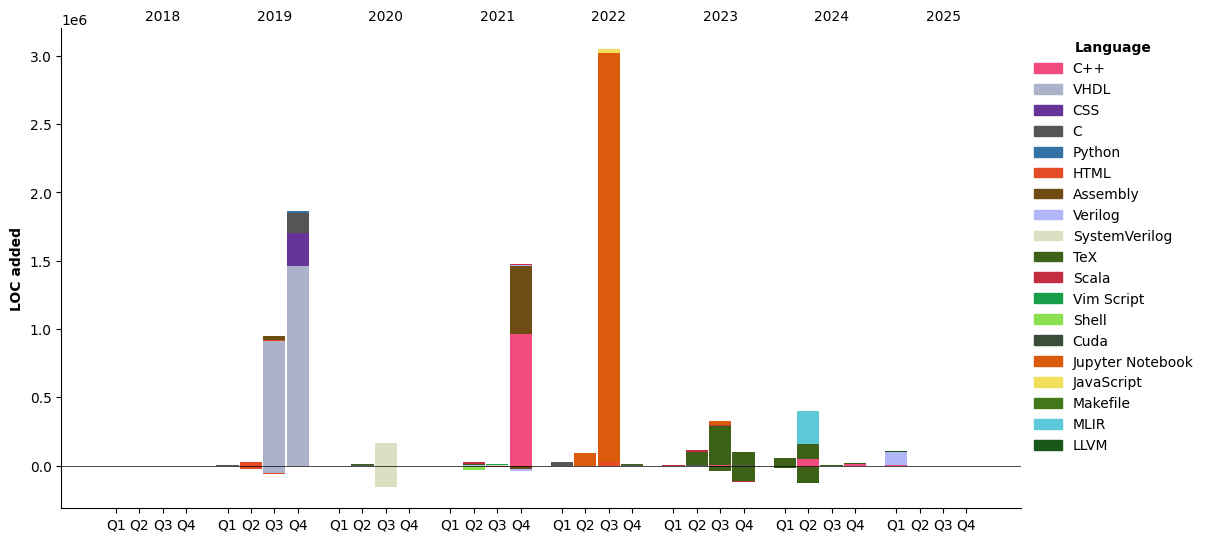 2018 2019 2020 2021 2022 2023 2024 2025
1e6
LOC added
3.0
2.5
2.0
1.5
1.0
0.5
0.0
Q1 Q2 Q3 Q4 Q1 Q2 Q3 Q4 Q1 Q2 Q3 Q4 Q1 Q2 Q3 Q4 Q1 Q2 Q3 Q4 Q1 Q2 Q3 Q4 Q1 Q2 Q3 Q4 Q1 Q2 Q3 Q4
Language
C++
VHDL
CSS
C
Python
HTML
Assembly
Verilog
SystemVerilog
TeX
Scala
Vim Script
Shell
Cuda
Jupyter Notebook
JavaScript
Makefile
MLIR
LLVM